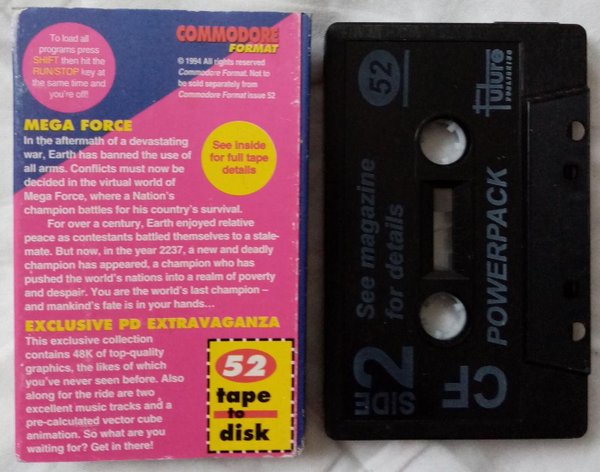 To load all
programs press
SHIFT then hit the
RUN/STOP key at
the same time and
you're off!
COMMODORE
FORMAT
© 1994 All rights reserved
Commodore Format. Not to
be sold separately from
Commodore Format issue 52
MEGA FORCE
In the aftermath of a devastating
war, Earth has banned the use of
all arms. Conflicts must now be
decided in the virtual world of
Mega Force, where a Nation's
champion battles for his country's survival.
For over a century, Earth enjoyed relative
peace as contestants battled themselves to a stale-
mate. But now, in the year 2237, a new and deadly
champion has appeared, a champion who has
pushed the world's nations into a realm of poverty
and despair. You are the world's last champion –
and mankind's fate is in your hands...
See inside
for full tape
details
EXCLUSIVE PD EXTRAVAGANZA
This exclusive collection
contains 48K of top-quality
graphics, the likes of which
you've never seen before. Also
along for the ride are two
excellent music tracks and a
pre-calculated vector cube
animation. So what are you
waiting for? Get in there!
52
tape
to
disk
SIDE 2
See magazine
for details
52
CF
POWERPACK
Future
PUBLISHING